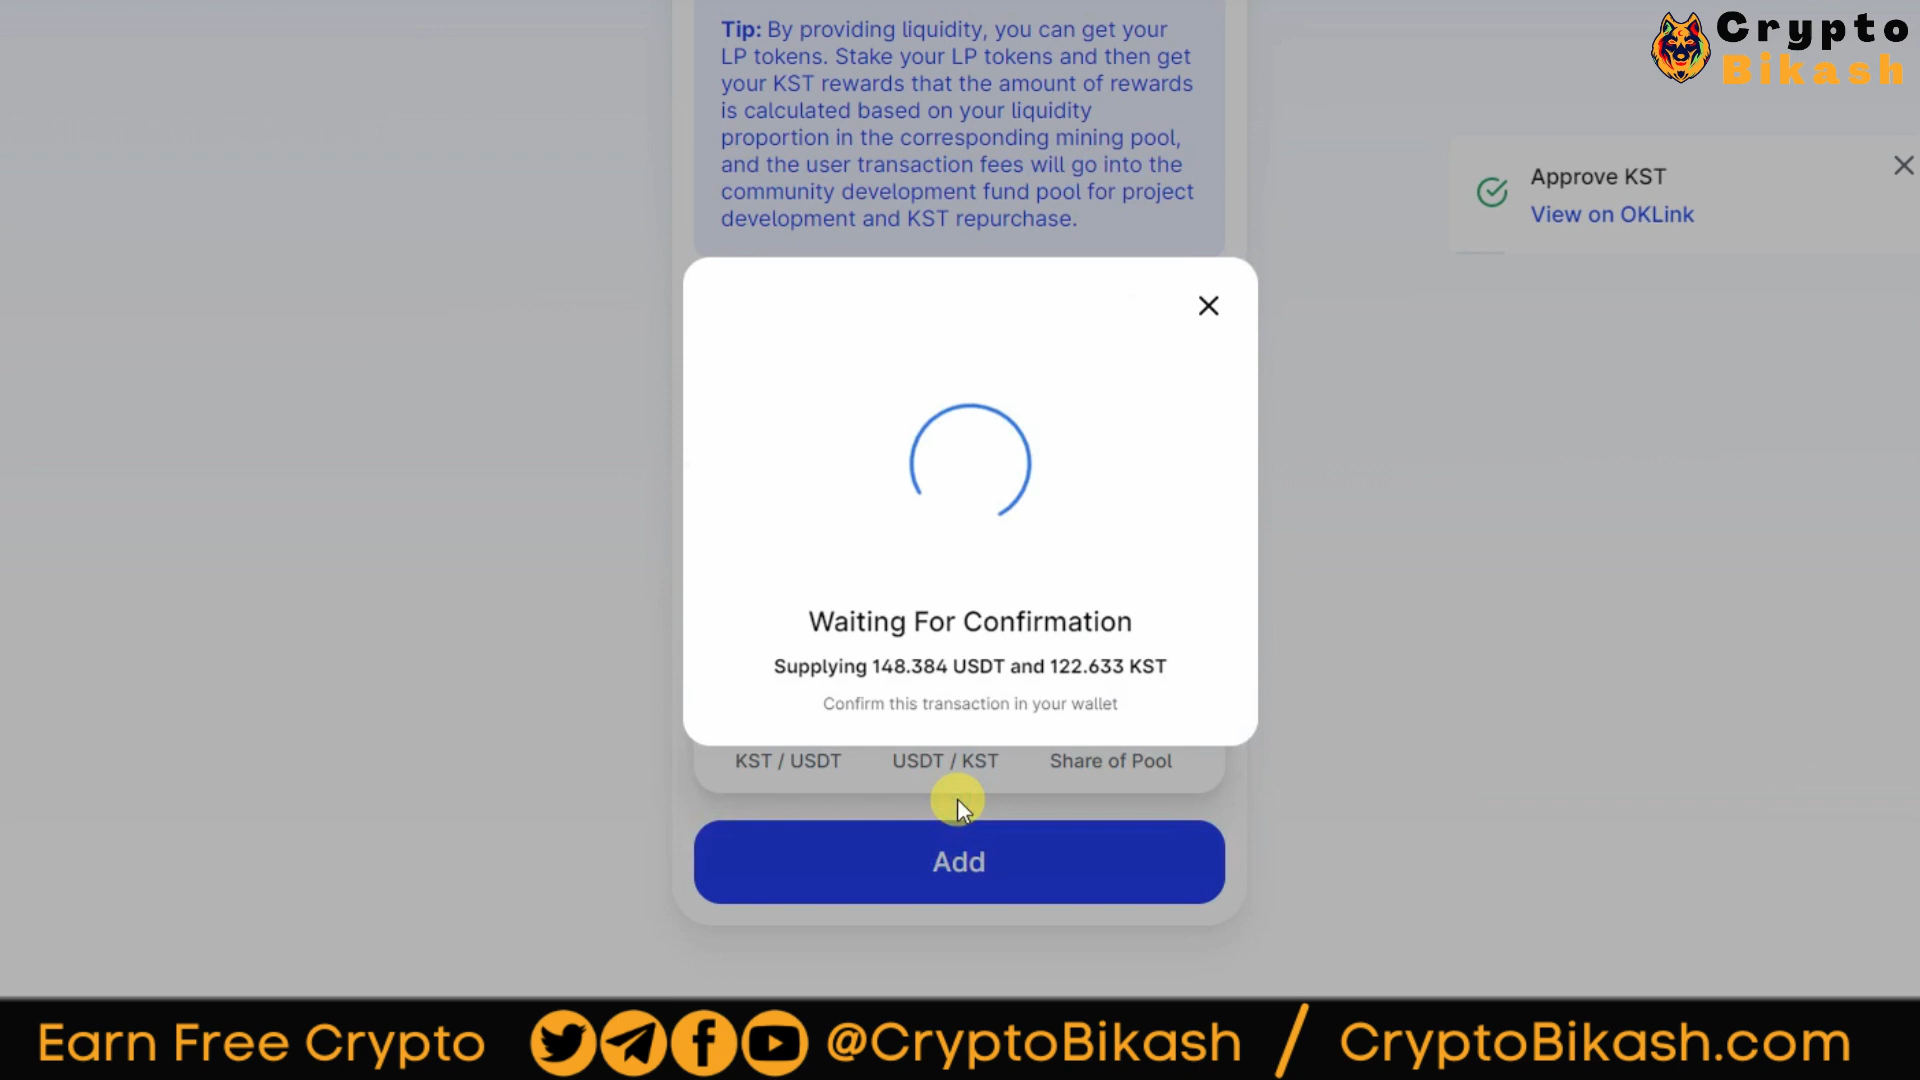 Tip: By providing liquidity, you can get your
LP tokens. Stake your LP tokens and then get
your KST rewards that the amount of rewards
is calculated based on your liquidity
proportion in the corresponding mining pool,
and the user transaction fees will go into the
community development fund pool for project
development and KST repurchase.
Crypto
Bikash
Approve KST
View on OKLink
Waiting For Confirmation
Supplying 148.384 USDT and 122.633 KST
Confirm this transaction in your wallet
KST / USDT USDT / KST Share of Pool
Add
Earn Free Crypto @CryptoBikash / CryptoBikash.com